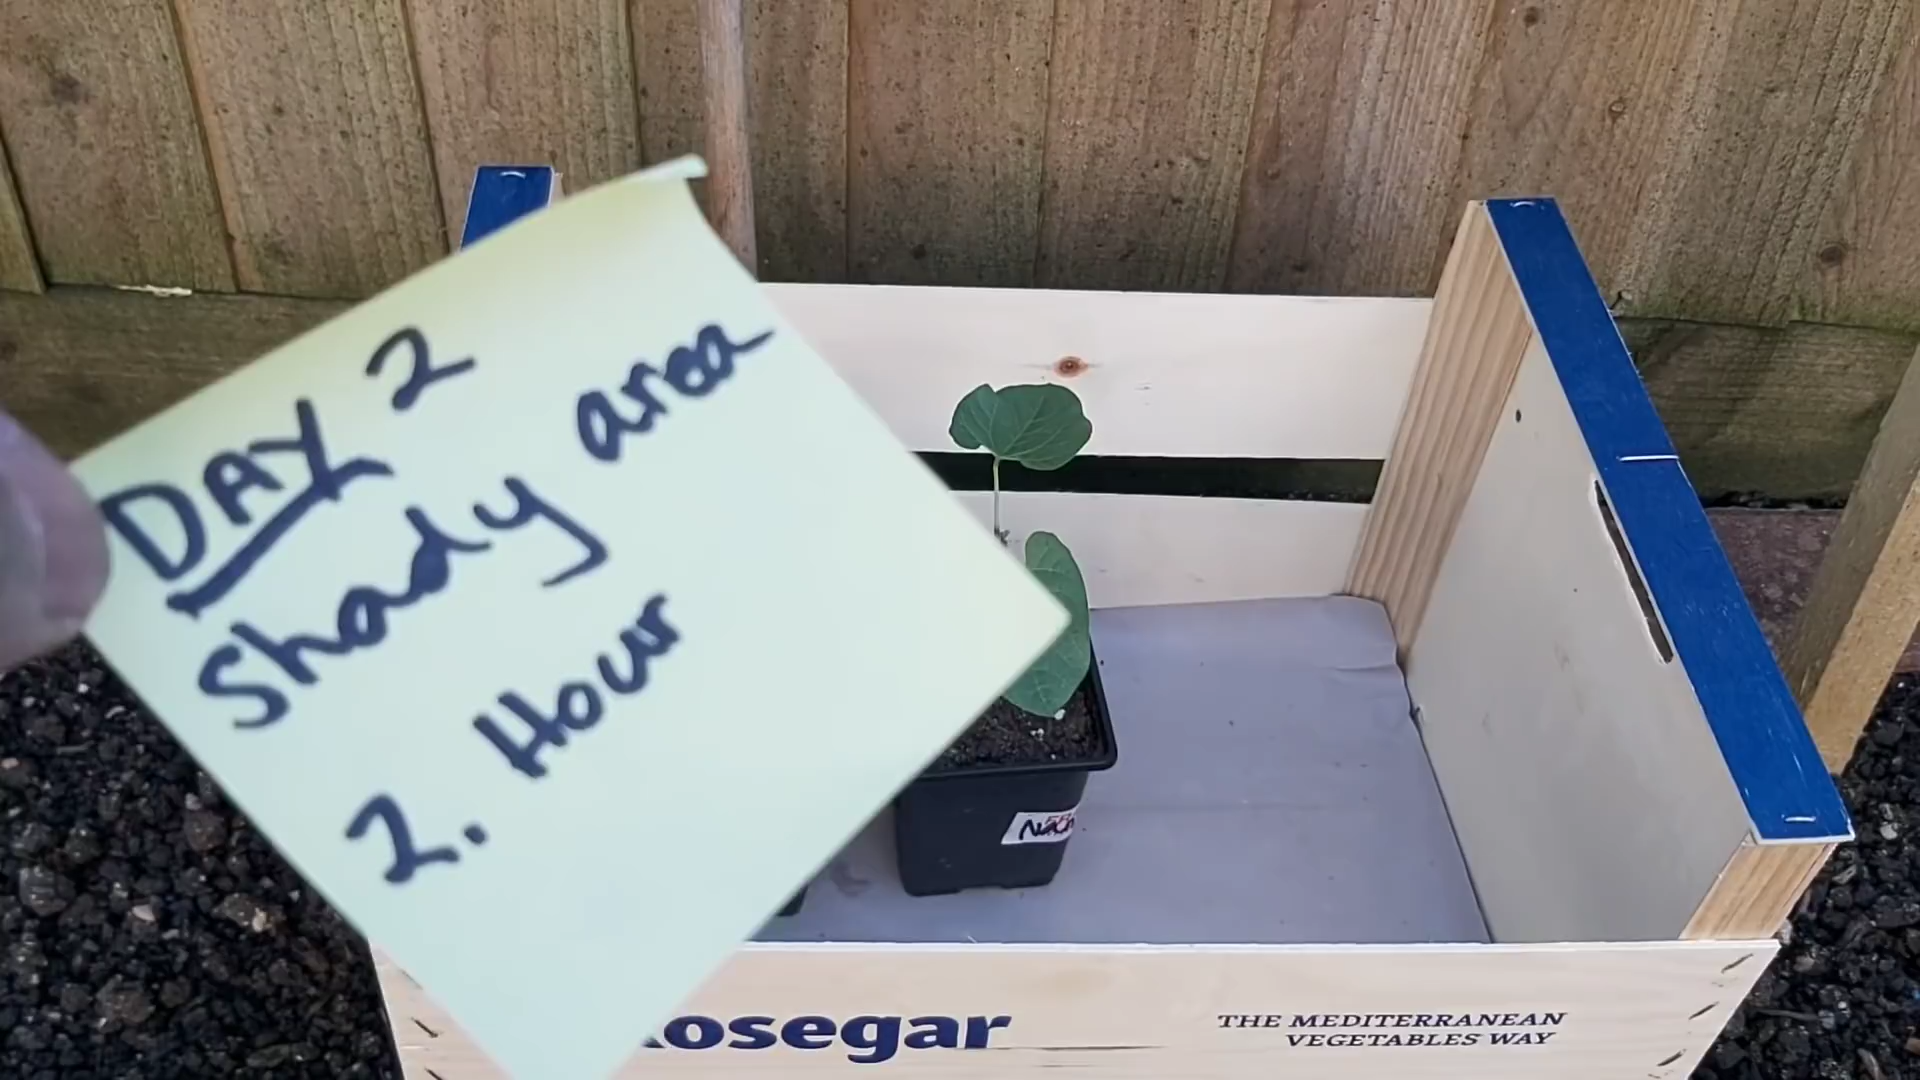 DAY 2
Shady area
2. Hour
osegar
THE MEDITERRANEAN
VEGETABLES WAY